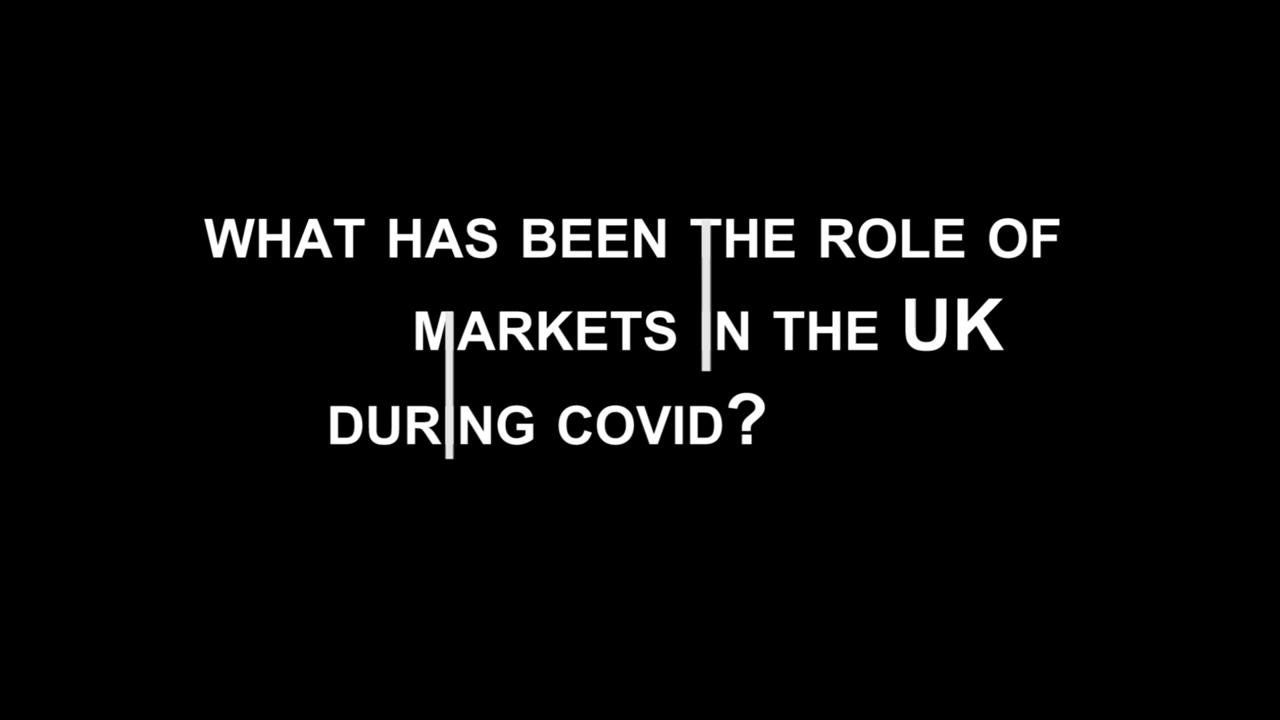 WHAT HAS BEEN THE ROLE OF
MARKETS IN THE UK
DURING COVID?